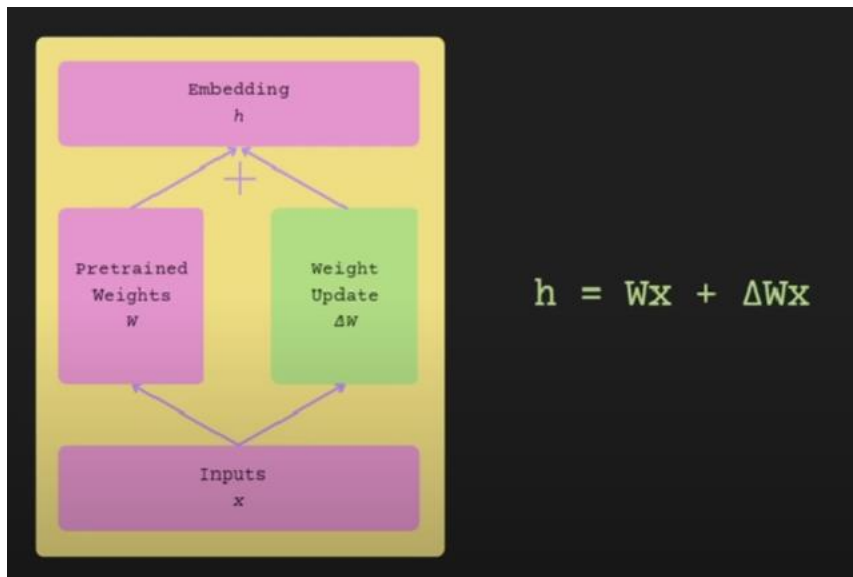 Embedding
h
Pretrained
Weights
W
Weight
Update
ΔW
Inputs
x
h = Wx + ΔWx